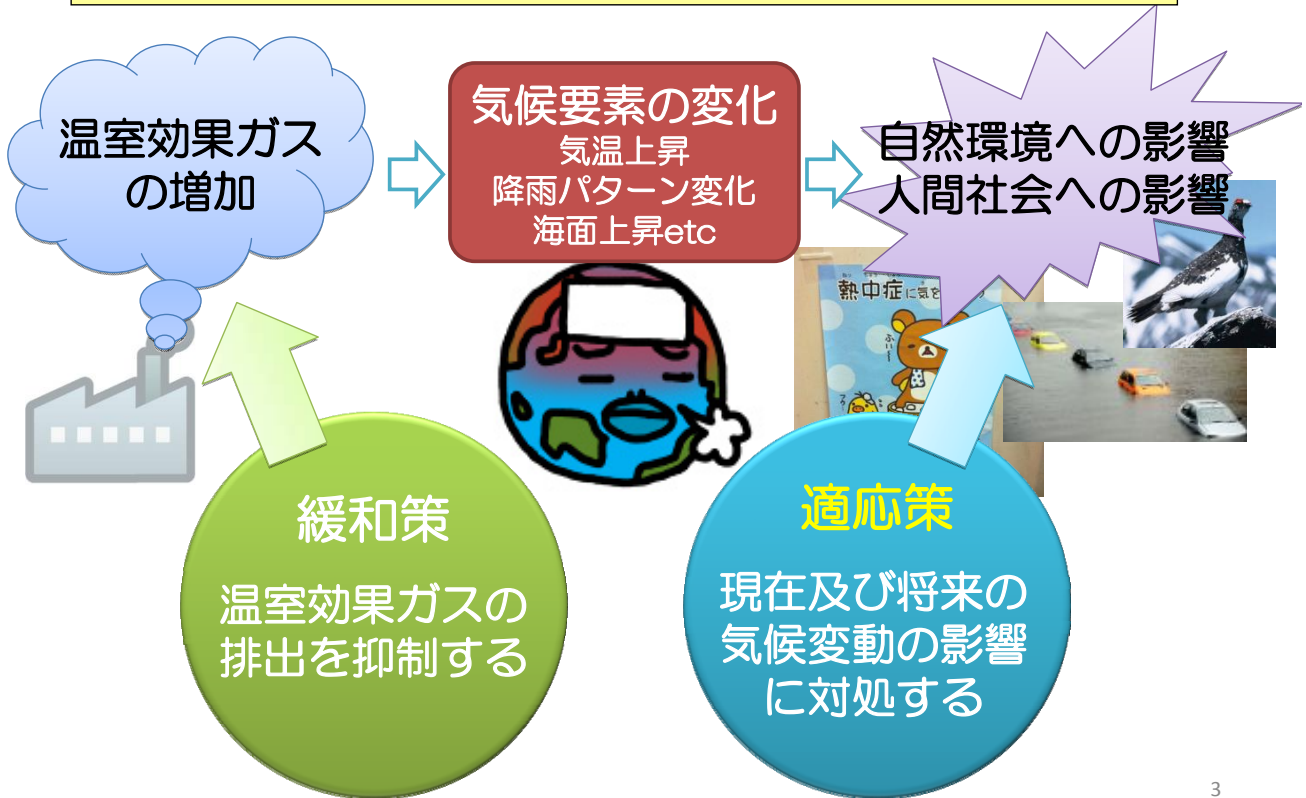 温室効果ガス
の増加
気候要素の変化
気温上昇
降雨パターン変化
海面上昇etc
自然環境への影響
人間社会への影響
熱中症に気を
ふぃ〜
緩和策
温室効果ガスの
排出を抑制する
適応策
現在及び将来の
気候変動の影響
に対処する
3